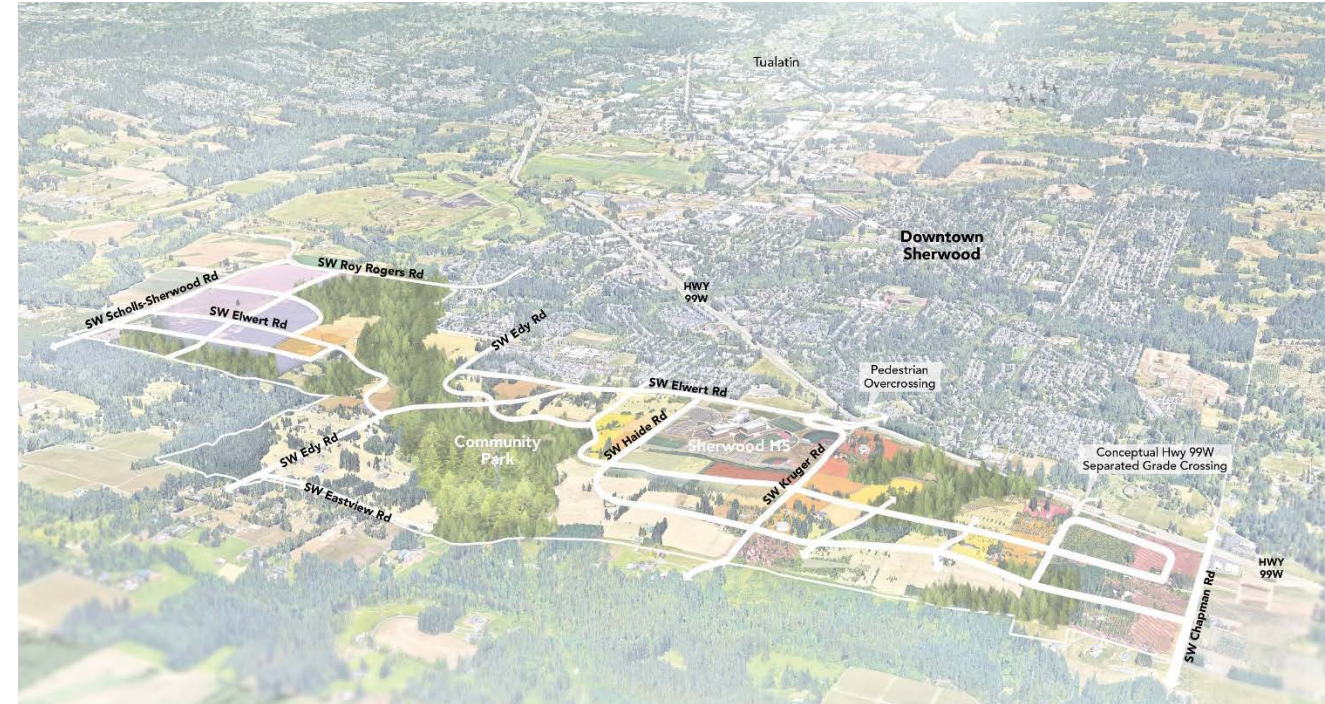 Tualatin
Downtown
Sherwood
SW Roy Rogers Rd
SW Scholls-Sherwood Rd
HWY
99W
SW Elwert Rd
SW Edy Rd
Pedestrian
Overcrossing
SW Elwert Rd
SW Haide Rd
Sherwood HS
Community
Park
SW Edy Rd
SW Kruger Rd
Conceptual Hwy 99W
Separated Grade Crossing
SW Eastview Rd
HWY
99W
SW Chapman Rd